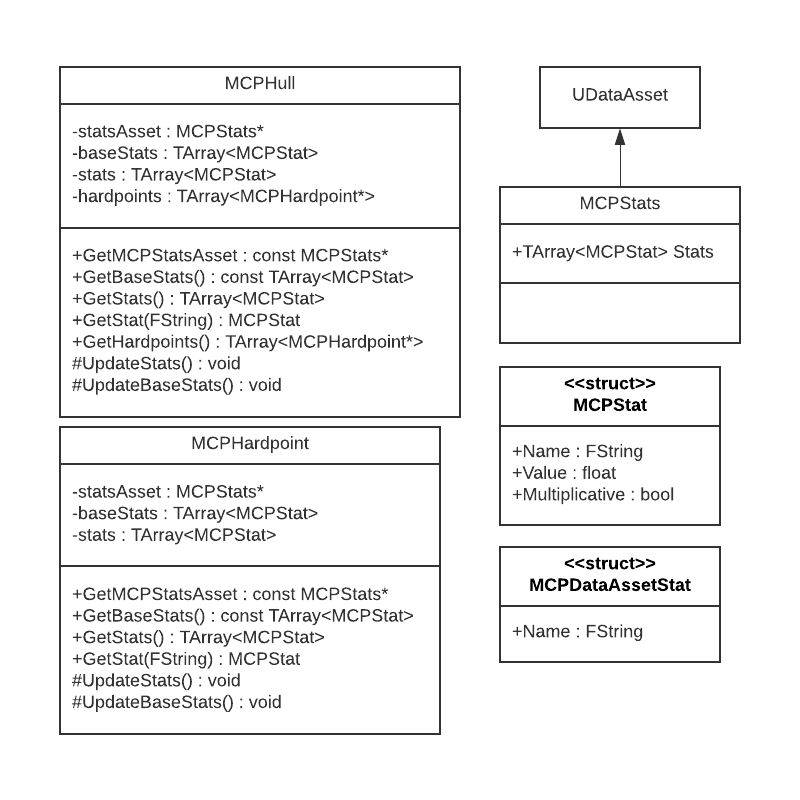 MCPHull
-statsAsset : MCPStats*
-baseStats : TArray<MCPStat>
-stats : TArray<MCPStat>
-hardpoints : TArray<MCPHardpoint*>
+GetMCPStatsAsset : const MCPStats*
+GetBaseStats() : const TArray<MCPStat>
+GetStats() : TArray<MCPStat>
+GetStat(FString) : MCPStat
+GetHardpoints() : TArray<MCPHardpoint*>
#UpdateStats() : void
#UpdateBaseStats() : void
MCPHardpoint
-statsAsset : MCPStats*
-baseStats : TArray<MCPStat>
-stats : TArray<MCPStat>
+GetMCPStatsAsset : const MCPStats*
+GetBaseStats() : const TArray<MCPStat>
+GetStats() : TArray<MCPStat>
+GetStat(FString) : MCPStat
#UpdateStats() : void
#UpdateBaseStats() : void
UDataAsset
MCPStats
+TArray<MCPStat> Stats
<<struct>>
MCPStat
+Name : FString
+Value : float
+Multiplicative : bool
<<struct>>
MCPDataAssetStat
+Name : FString